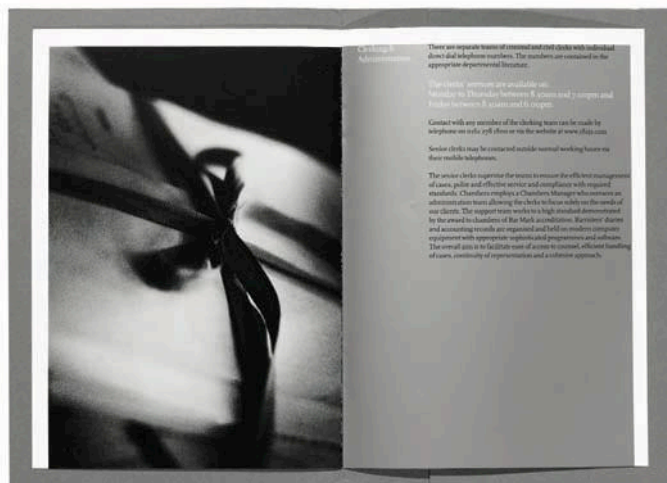 Clerking &
Administration
There are separate teams of criminal and civil clerks with individual
direct dial telephone numbers. The numbers are contained in the
appropriate departmental literature.
The clerks' services are available on
Monday to Thursday between 8.30am and 7.00pm and
Friday between 8.30am and 6.00pm.
Contact with any member of the clerking team can be made by
telephone on 0161 278 or via the website at
Senior clerks may be contacted outside normal working hours via
their mobile telephones.
The senior clerks supervise the teams to ensure the efficient management
of cases, polite and effective service and compliance with required
standards. Chambers employs a Chambers Manager who oversees an
administration team allowing the clerks to focus solely on the needs of
our clients. The support team works to a high standard demonstrated
by the award to chambers of Bar Mark accreditation. Barristers' diaries
and accounting records are organised and held on modern computer
equipment with appropriate sophisticated programmes and software.
The overall aim is to facilitate ease of access to counsel, efficient handling
of cases, continuity of representation and a cohesive approach.